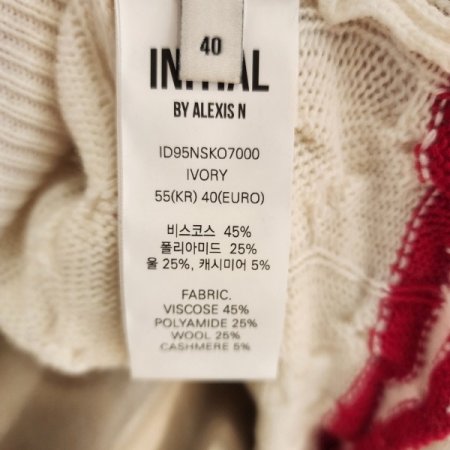 40
INITIAL
BY ALEXIS N
ID95NSKO7000
IVORY
55(KR) 40(EURO)
비스코스 45%
폴리아미드 25%
울 25%, 캐시미어 5%
FABRIC.
VISCOSE 45%
POLYAMIDE 25%
WOOL 25%
CASHMERE 5%